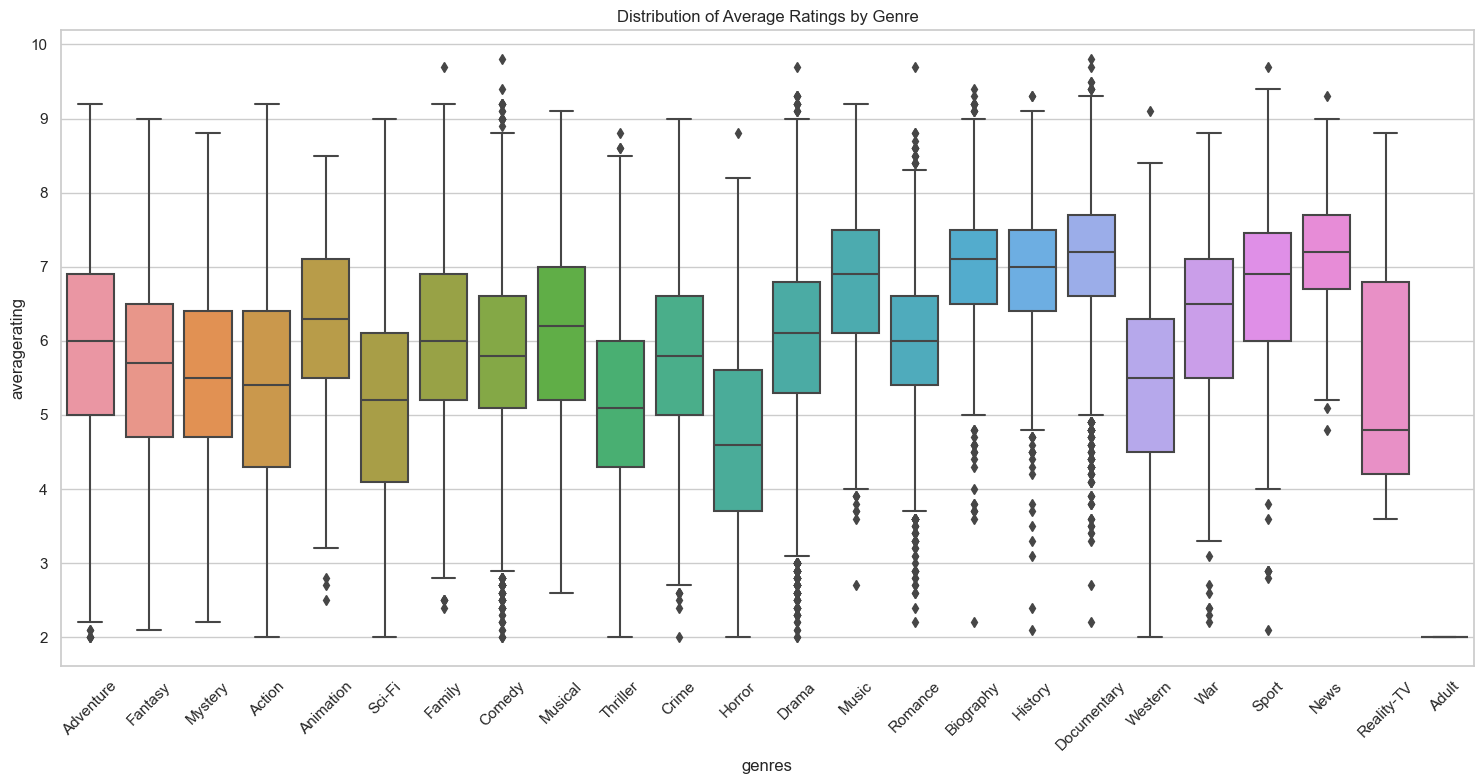 Distribution of Average Ratings by Genre
averagerating
10
9
8
7
6
5
4
3
2
Adventure
Fantasy
Mystery
Action
Animation
Sci-Fi
Family
Comedy
Musical
Thriller
Crime
Horror
Drama
Music
Romance
Biography
History
Documentary
Western
War
Sport
News
Reality-TV
Adult
genres